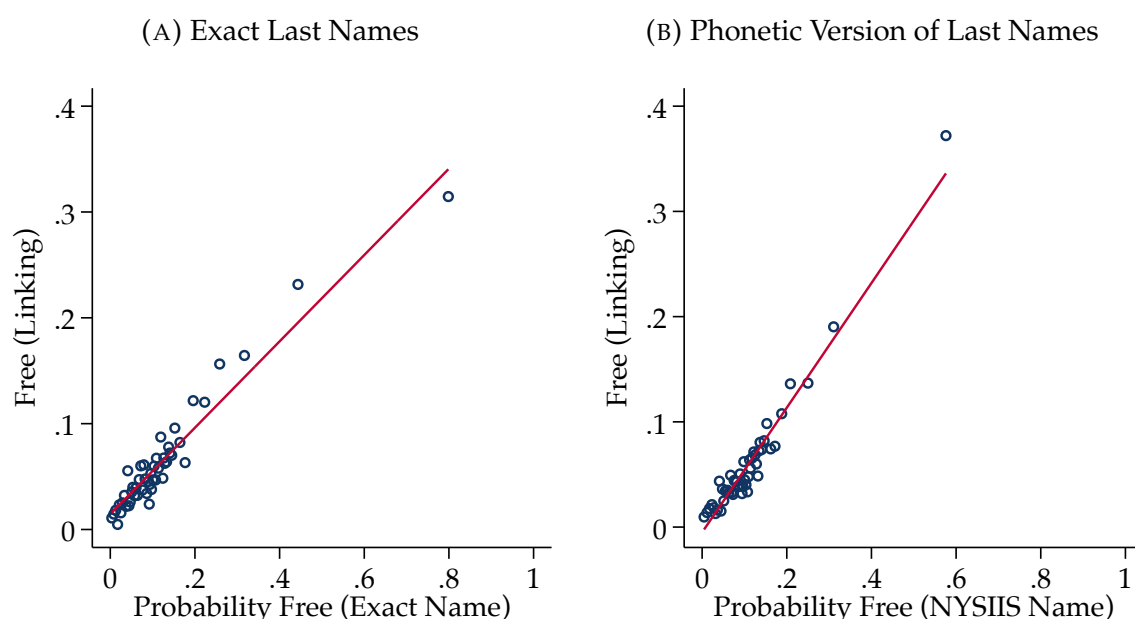 (A) Exact Last Names
.4
.3
.2
.1
0
Free (Linking)
0 .2 .4 .6 .8 1
Probability Free (Exact Name)
(B) Phonetic Version of Last Names
.4
.3
.2
.1
0
Free (Linking)
0 .2 .4 .6 .8 1
Probability Free (NYSIIS Name)